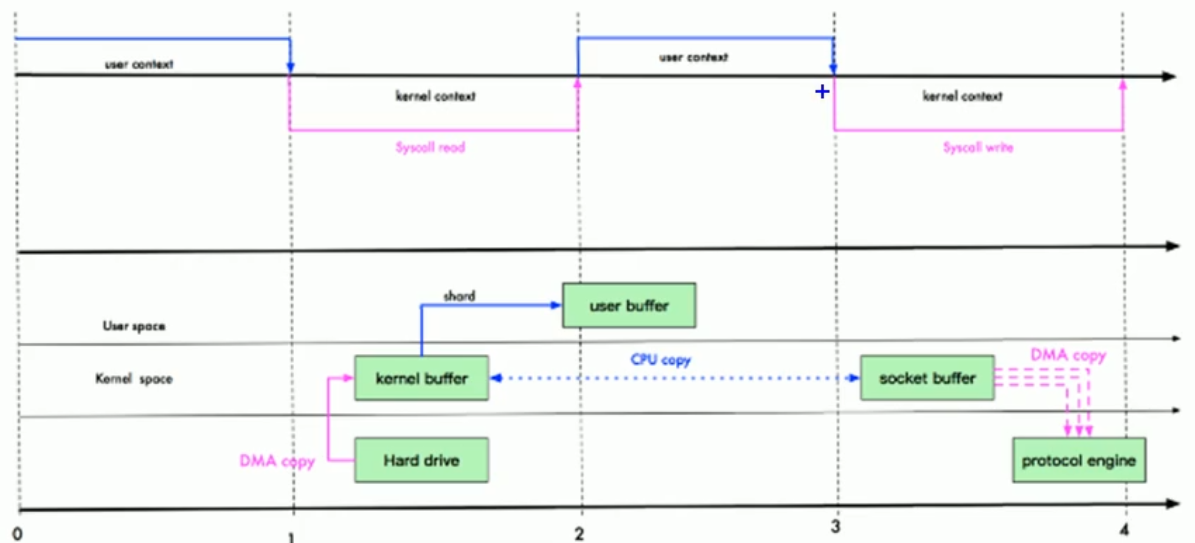 user context
user context
kernel context
kernel context
Syscall read
Syscall write
shard
user buffer
User space
CPU copy
DMA copy
Kernel space
kernel buffer
socket buffer
DMA copy
Hard drive
protocol engine
0
1
2
3
4